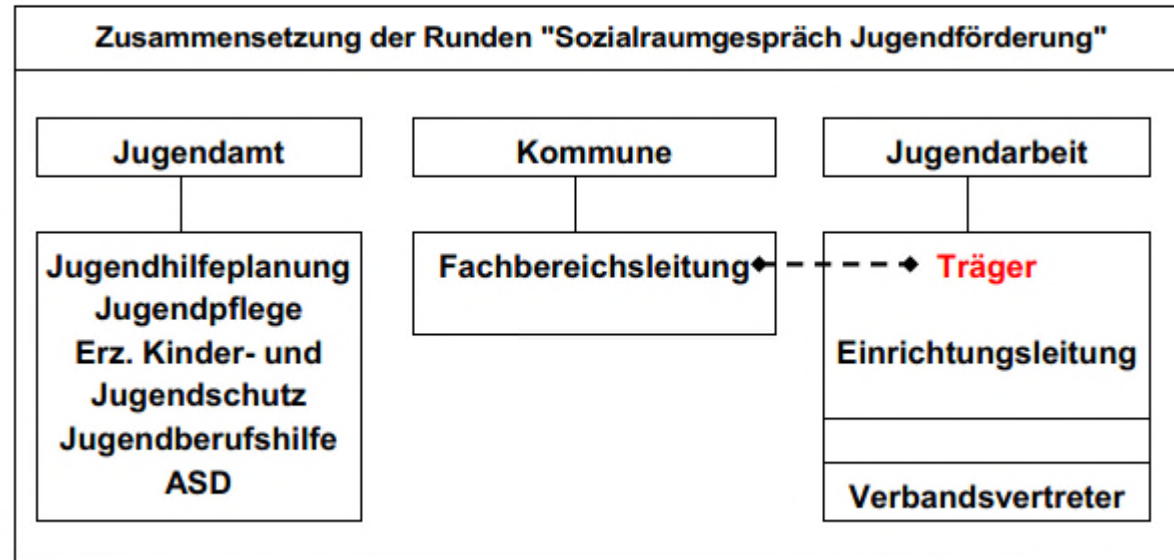 Zusammensetzung der Runden "Sozialraumgespräch Jugendförderung"
Jugendamt
Jugendhilfeplanung
Jugendpflege
Erz. Kinder- und
Jugendschutz
Jugendberufshilfe
ASD
Kommune
Fachbereichsleitung
Jugendarbeit
Träger
Einrichtungsleitung
Verbandsvertreter